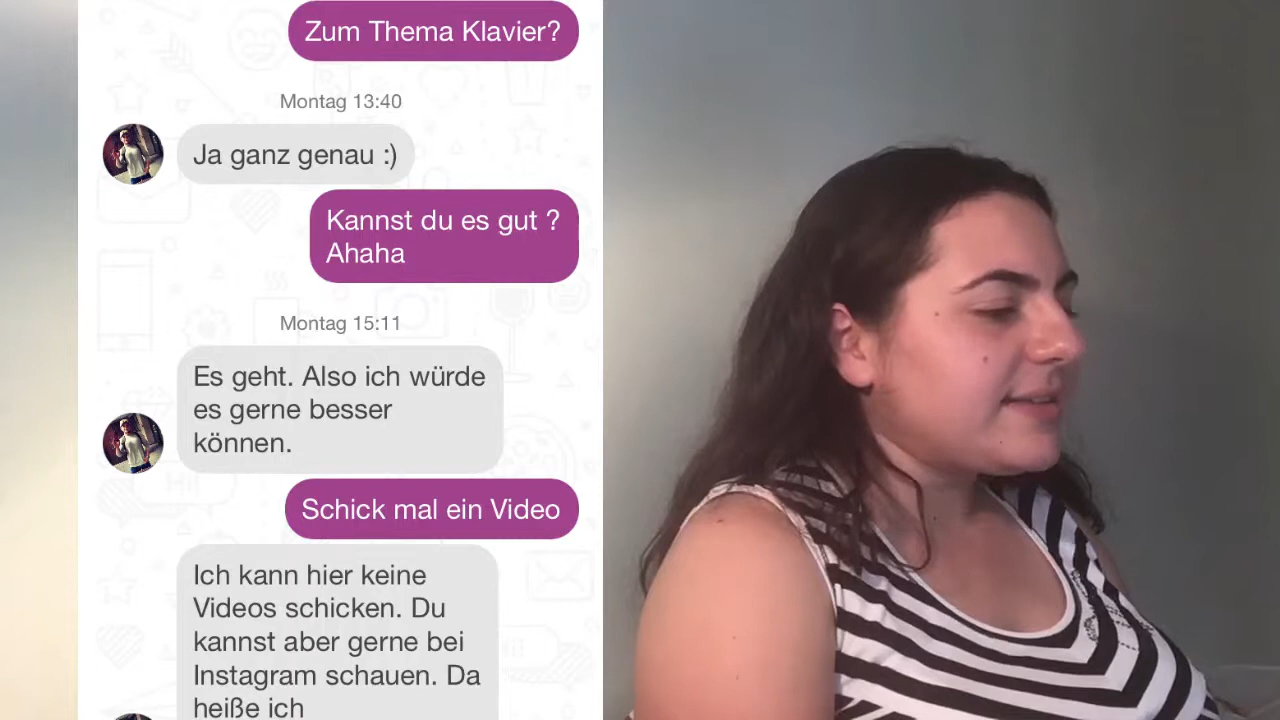 Zum Thema Klavier?
Montag 13:40
Ja ganz genau :)
Kannst du es gut ?
Ahaha
Montag 15:11
Es geht. Also ich würde
es gerne besser
können.
Schick mal ein Video
Ich kann hier keine
Videos schicken. Du
kannst aber gerne bei
Instagram schauen. Da
heiße ich